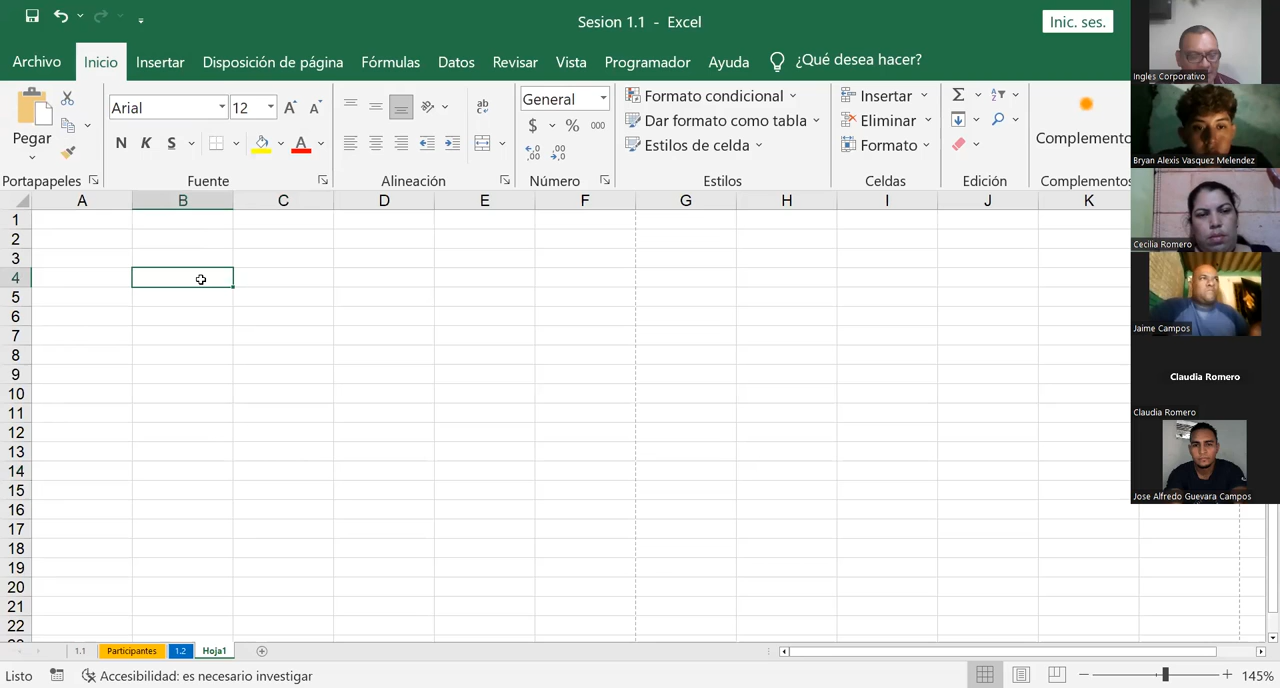 Sesion 1.1 - Excel
Inic. ses.
Archivo Inicio Insertar Disposición de página Fórmulas Datos Revisar Vista Programador Ayuda ¿Qué desea hacer?
Pegar
Arial 12
N K S A
ab
General
$ % 000
Formato condicional
Dar formato como tabla
Estilos de celda
Insertar
Eliminar
Formato
Complemento
Portapapeles Fuente Alineación Número Estilos Celdas Edición Complementos
A B C D E F G H I J K
1
2
3
4
5
6
7
8
9
10
11
12
13
14
15
16
17
18
19
20
21
22
Ingles Corporativo
Bryan Alexis Vasquez Melendez
Cecilia Romero
Jaime Campos
Claudia Romero
Claudia Romero
Jose Alfredo Guevara Campos
1.1 Participantes 1.2 Hoja1
Listo Accesibilidad: es necesario investigar 145%